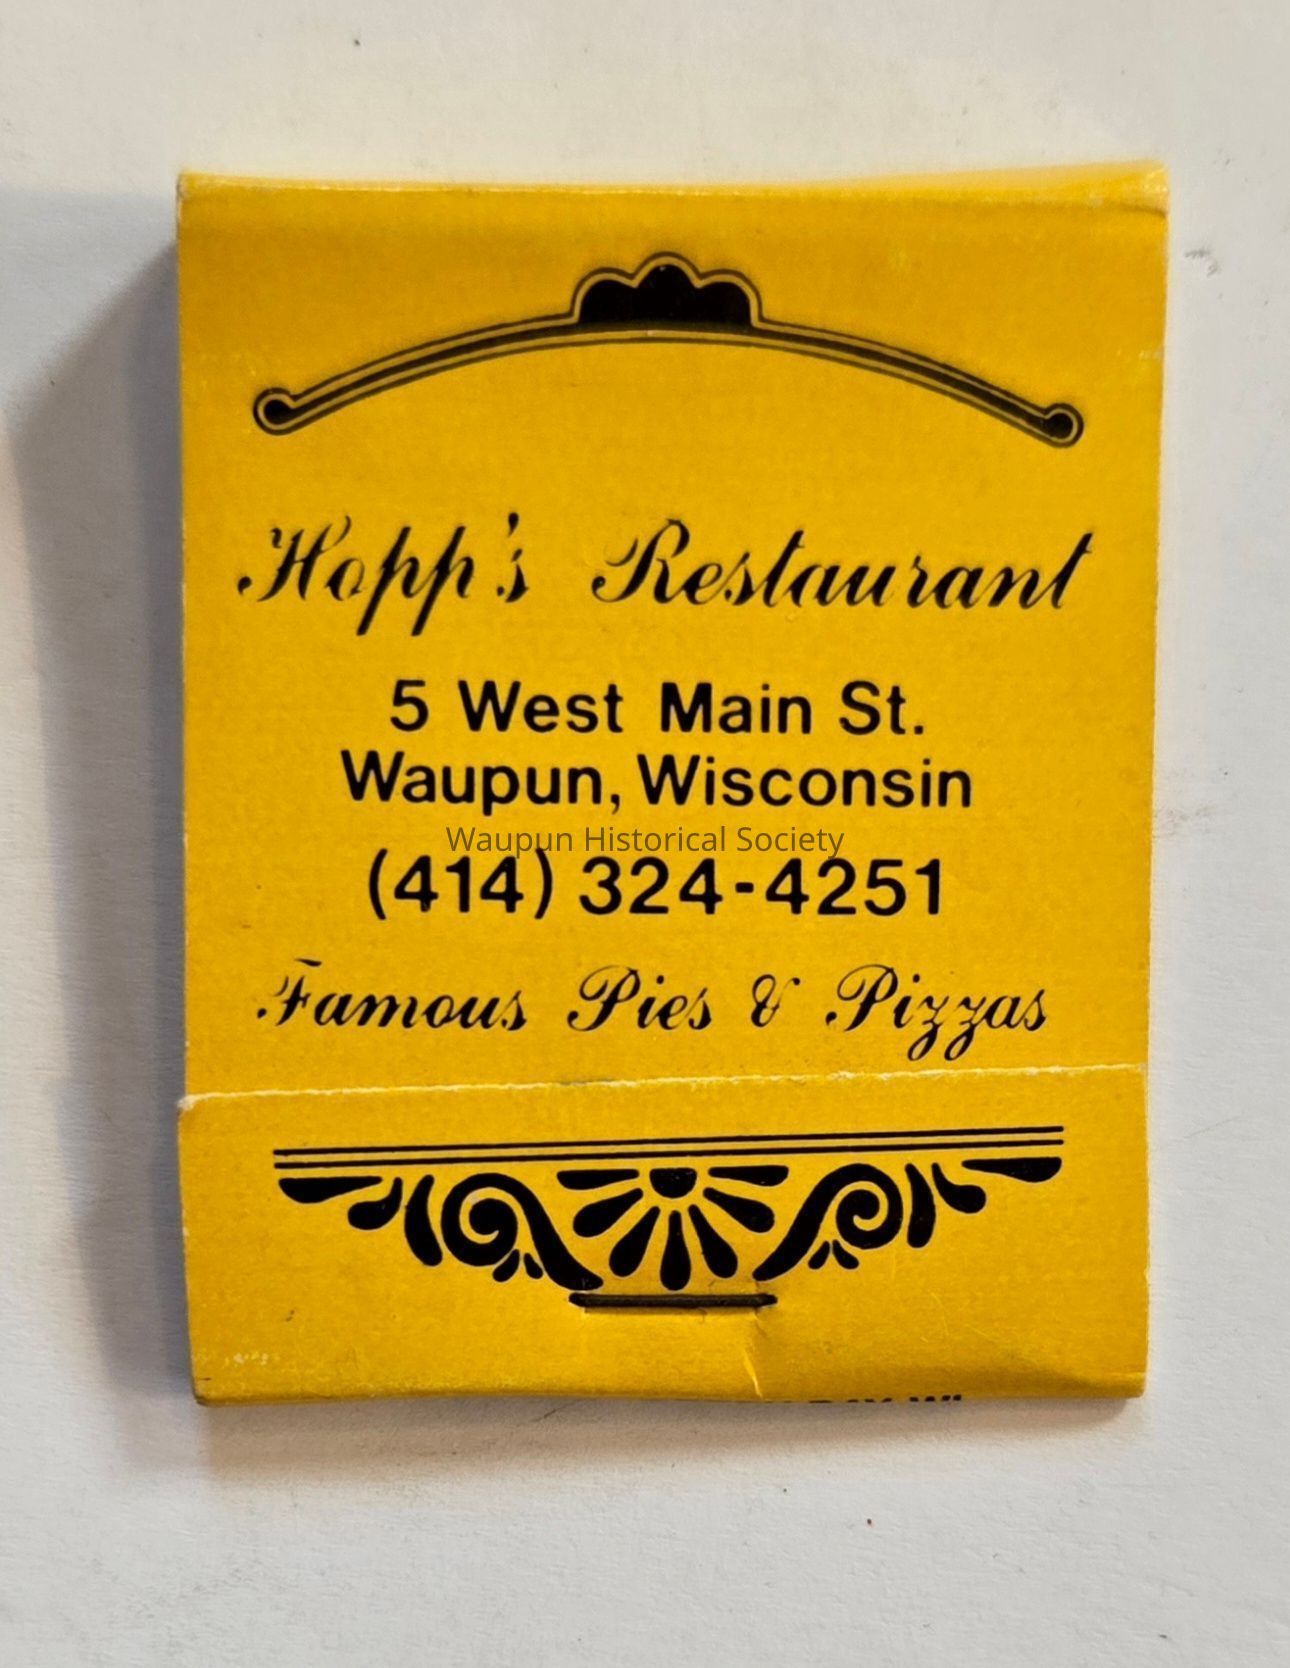 Hopp's Restaurant
5 West Main St.
Waupun, Wisconsin
Waupun Historical Society
(414) 324-4251
Famous Pies & Pizzas